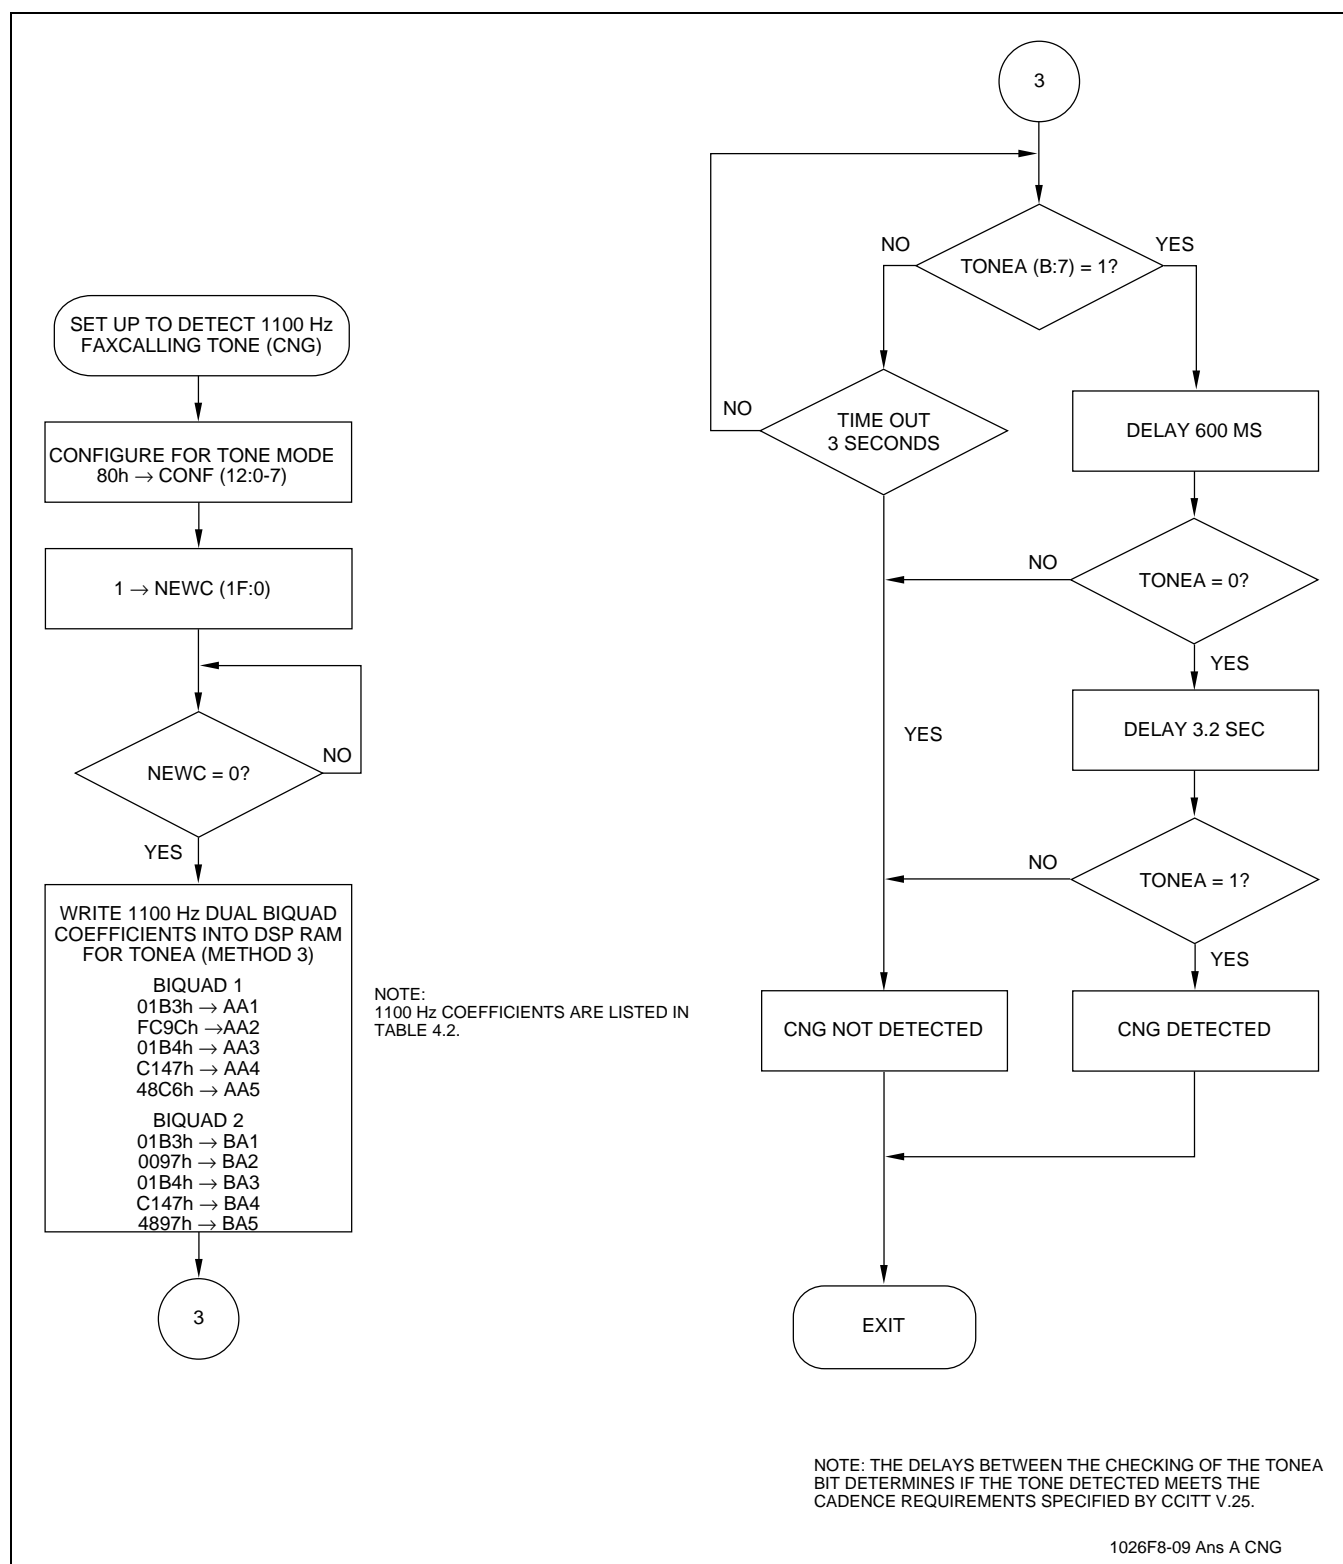 SET UP TO DETECT 1100 Hz
FAXCALLING TONE (CNG)
CONFIGURE FOR TONE MODE
80h → CONF (12:0-7)
1 → NEWC (1F:0)
NEWC = 0?
NO
YES
WRITE 1100 Hz DUAL BIQUAD
COEFFICIENTS INTO DSP RAM
FOR TONEA (METHOD 3)
BIQUAD 1
01B3h → AA1
FC9Ch →AA2
01B4h → AA3
C147h → AA4
48C6h → AA5
BIQUAD 2
01B3h → BA1
0097h → BA2
01B4h → BA3
C147h → BA4
4897h → BA5
3
NOTE:
1100 Hz COEFFICIENTS ARE LISTED IN
TABLE 4.2.
3
TONEA (B:7) = 1?
NO
YES
TIME OUT
3 SECONDS
NO
YES
DELAY 600 MS
TONEA = 0?
NO
YES
DELAY 3.2 SEC
TONEA = 1?
NO
YES
CNG NOT DETECTED
CNG DETECTED
EXIT
NOTE: THE DELAYS BETWEEN THE CHECKING OF THE TONEA
BIT DETERMINES IF THE TONE DETECTED MEETS THE
CADENCE REQUIREMENTS SPECIFIED BY CCITT V.25.
1026F8-09 Ans A CNG